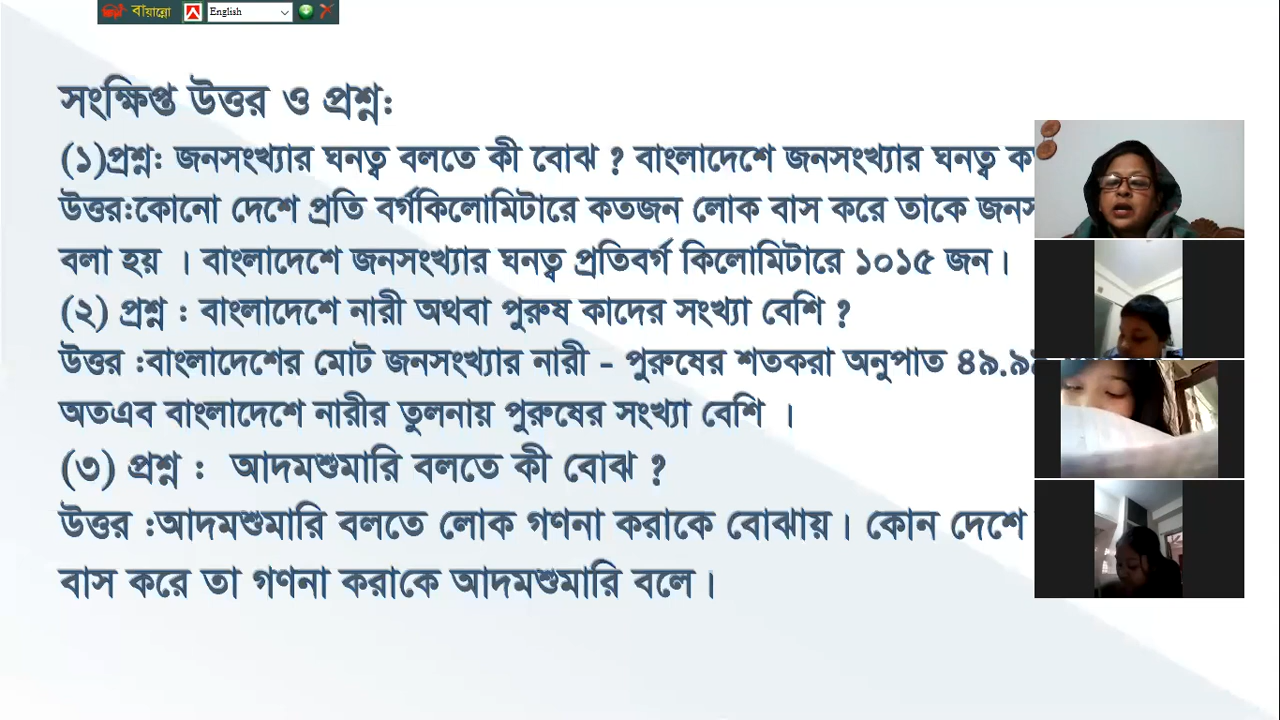 বায়ান্নো English
সংক্ষিপ্ত উত্তর ও প্রশ্ন:
(১)প্রশ্ন: জনসংখ্যার ঘনত্ব বলতে কী বোঝ ? বাংলাদেশে জনসংখ্যার ঘনত্ব
উত্তর:কোনো দেশে প্রতি বর্গকিলোমিটারে কতজন লোক বাস করে তাকে
বলা হয় । বাংলাদেশে জনসংখ্যার ঘনত্ব প্রতিবর্গ কিলোমিটারে ১০১৫ জন।
(২) প্রশ্ন : বাংলাদেশে নারী অথবা পুরুষ কাদের সংখ্যা বেশি ?
উত্তর :বাংলাদেশের মোট জনসংখ্যার নারী - পুরুষের শতকরা অনুপাত
অতএব বাংলাদেশে নারীর তুলনায় পুরুষের সংখ্যা বেশি ।
(৩) প্রশ্ন : আদমশুমারি বলতে কী বোঝ ?
উত্তর :আদমশুমারি বলতে লোক গণনা করাকে বোঝায়। কোন দেশে
বাস করে তা গণনা করাকে আদমশুমারি বলে।